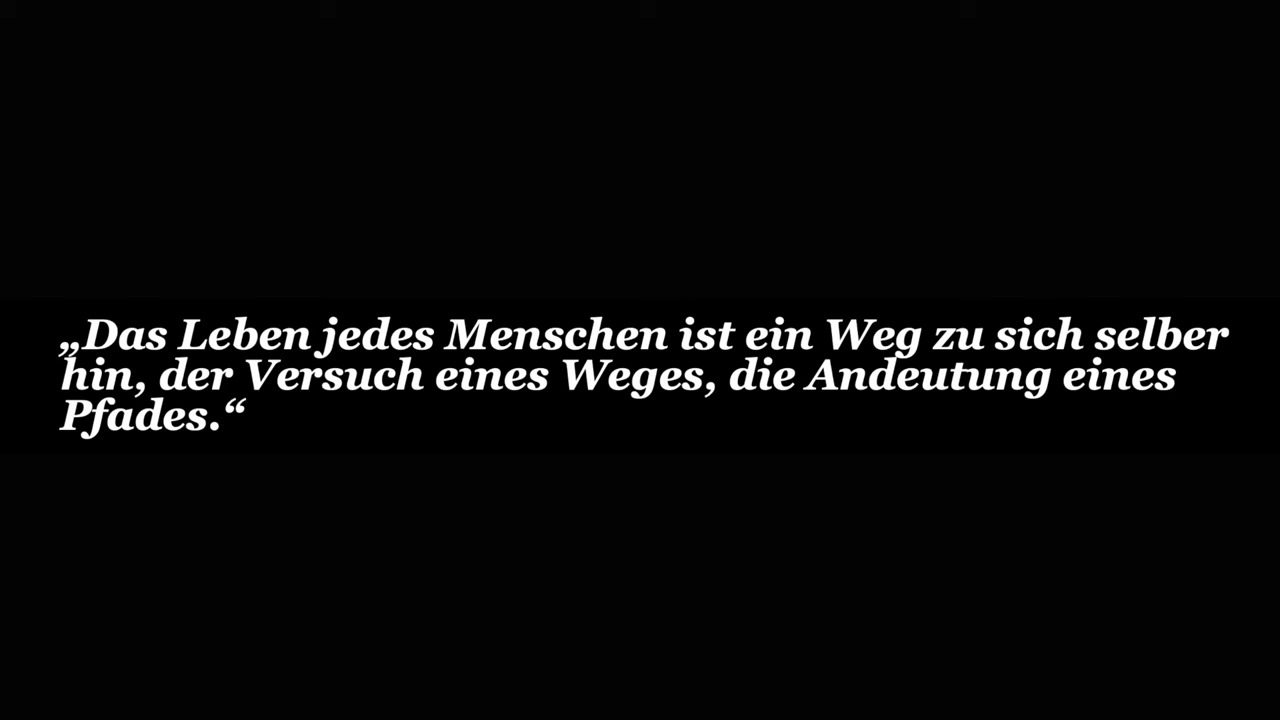 „Das Leben jedes Menschen ist ein Weg zu sich selber
hin, der Versuch eines Weges, die Andeutung eines
Pfades.“